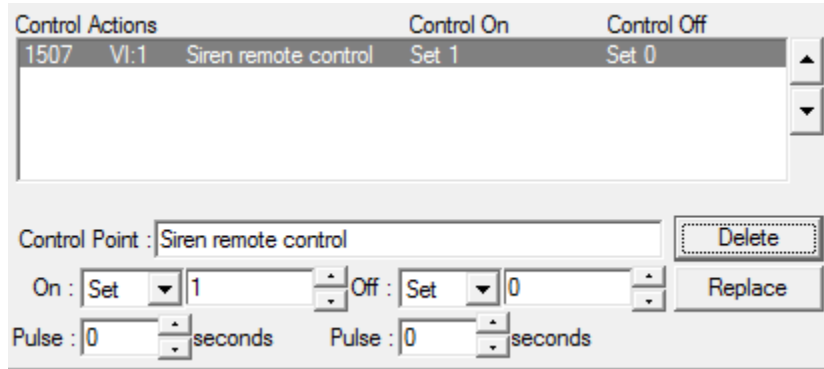 Control Actions Control On Control Off
1507 VI:1 Siren remote control Set 1 Set 0
Control Point : Siren remote control Delete
On : Set 1 Off : Set 0 Replace
Pulse : 0 seconds Pulse : 0 seconds